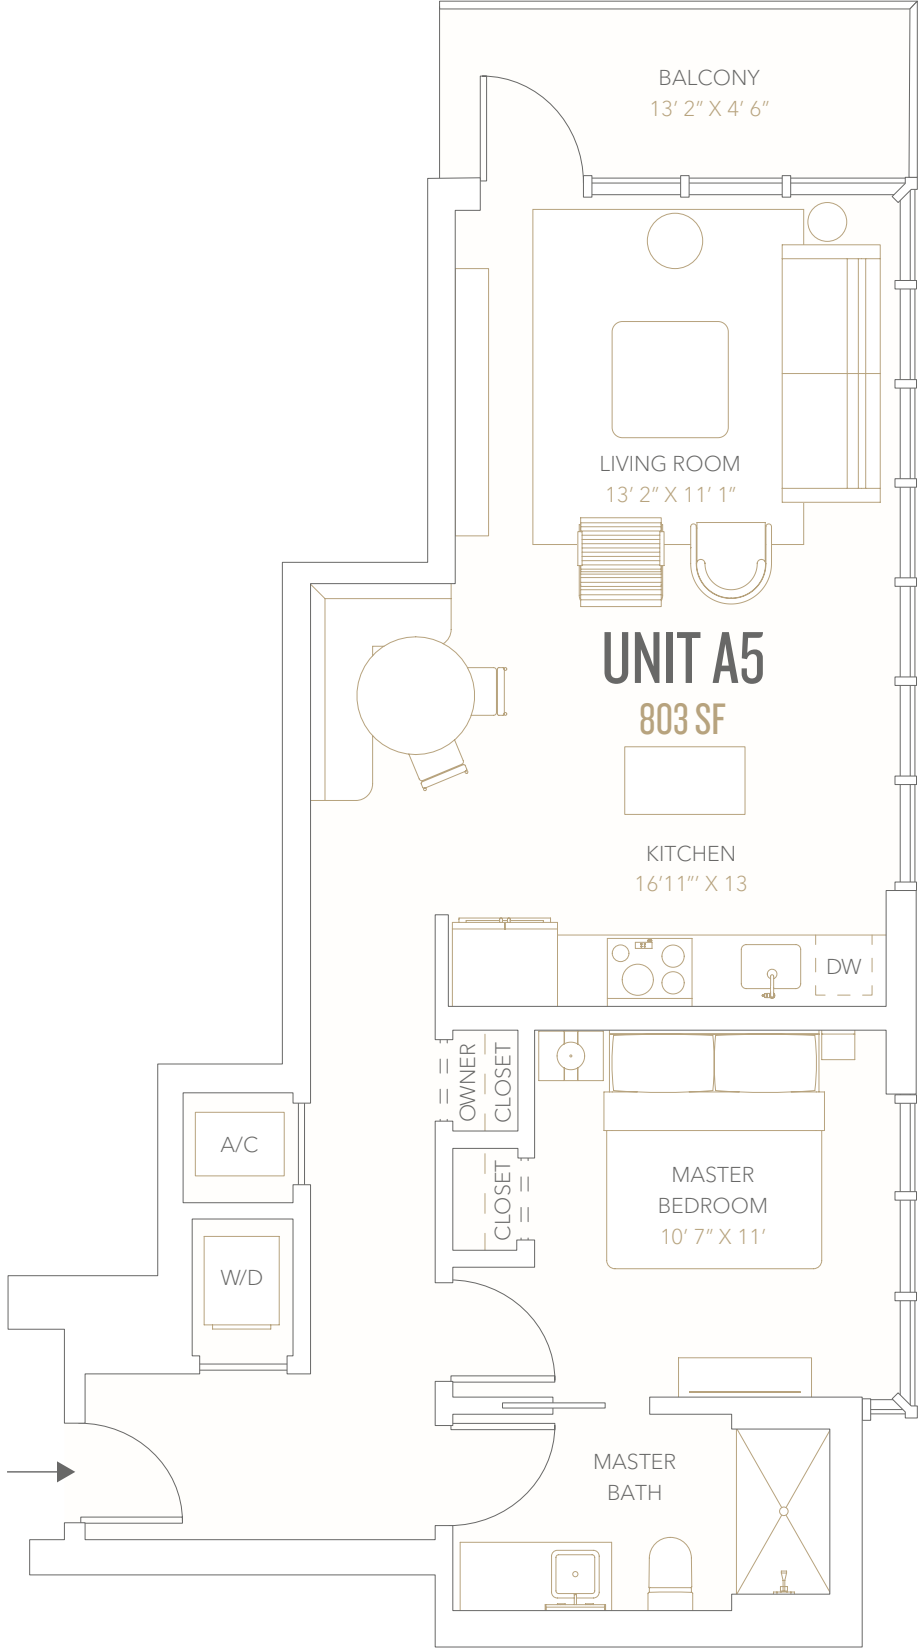 BALCONY
13' 2” X 4' 6”
LIVING ROOM
13' 2” X 11' 1”
UNIT A5
803 SF
KITCHEN
16'11”' X 13
DW
OWNER
CLOSET
A/C
CLOSET
MASTER
BEDROOM
10' 7” X 11'
W/D
MASTER
BATH